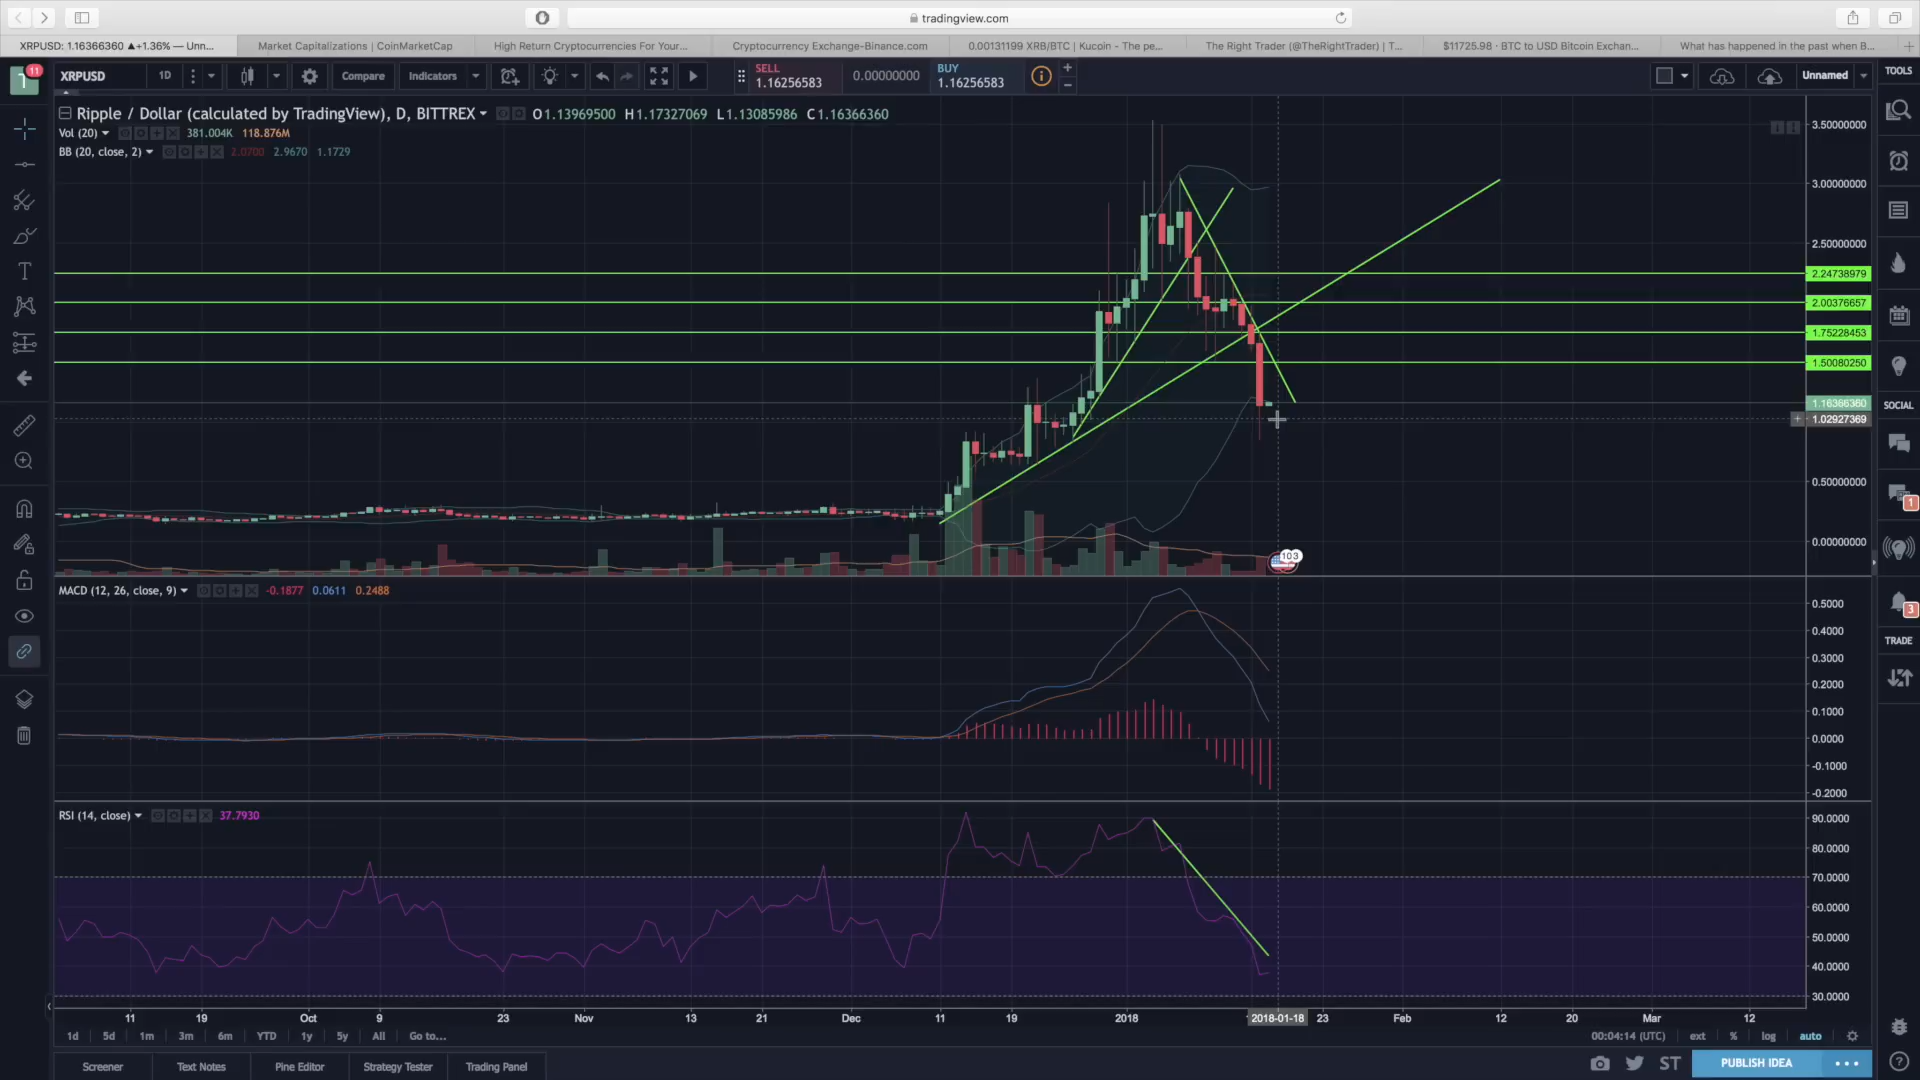 tradingview.com
XRPUSD: 1.16366360 ▲+1.36% — Unn...
Market Capitalizations | CoinMarketCap
High Return Cryptocurrencies For Your...
Cryptocurrency Exchange-Binance.com
0.00131199 XRB/BTC | Kucoin - The pe...
The Right Trader (@TheRightTrader) | T...
$11725.98 · BTC to USD Bitcoin Exchan...
What has happened in the past when B...
11
XRPUSD
1D
Compare
Indicators
SELL
1.16256583
0.00000000
BUY
1.16256583
Unnamed
TOOLS
Ripple / Dollar (calculated by TradingView), D, BITTREX
O1.13969500 H1.17327069 L1.13085986 C1.16366360
Vol (20)
381.004K 118.876M
BB (20, close, 2)
2.0700 2.9670 1.1729
3.50000000
3.00000000
2.50000000
2.24738979
2.00376657
1.75228453
1.50080250
1.16366360
1.02927369
0.50000000
0.00000000
SOCIAL
1
3
TRADE
103
MACD (12, 26, close, 9)
-0.1877 0.0611 0.2488
0.5000
0.4000
0.3000
0.2000
0.1000
0.0000
-0.1000
-0.2000
RSI (14, close)
37.7930
90.0000
80.0000
70.0000
60.0000
50.0000
40.0000
30.0000
11 19 Oct 9 23 Nov 13 21 Dec 11 19 2018 2018-01-18 23 Feb 12 20 Mar 12
1d 5d 1m 3m 6m YTD 1y 5y All Go to...
00:04:14 (UTC)
ext % log auto
Screener
Text Notes
Pine Editor
Strategy Tester
Trading Panel
ST
PUBLISH IDEA